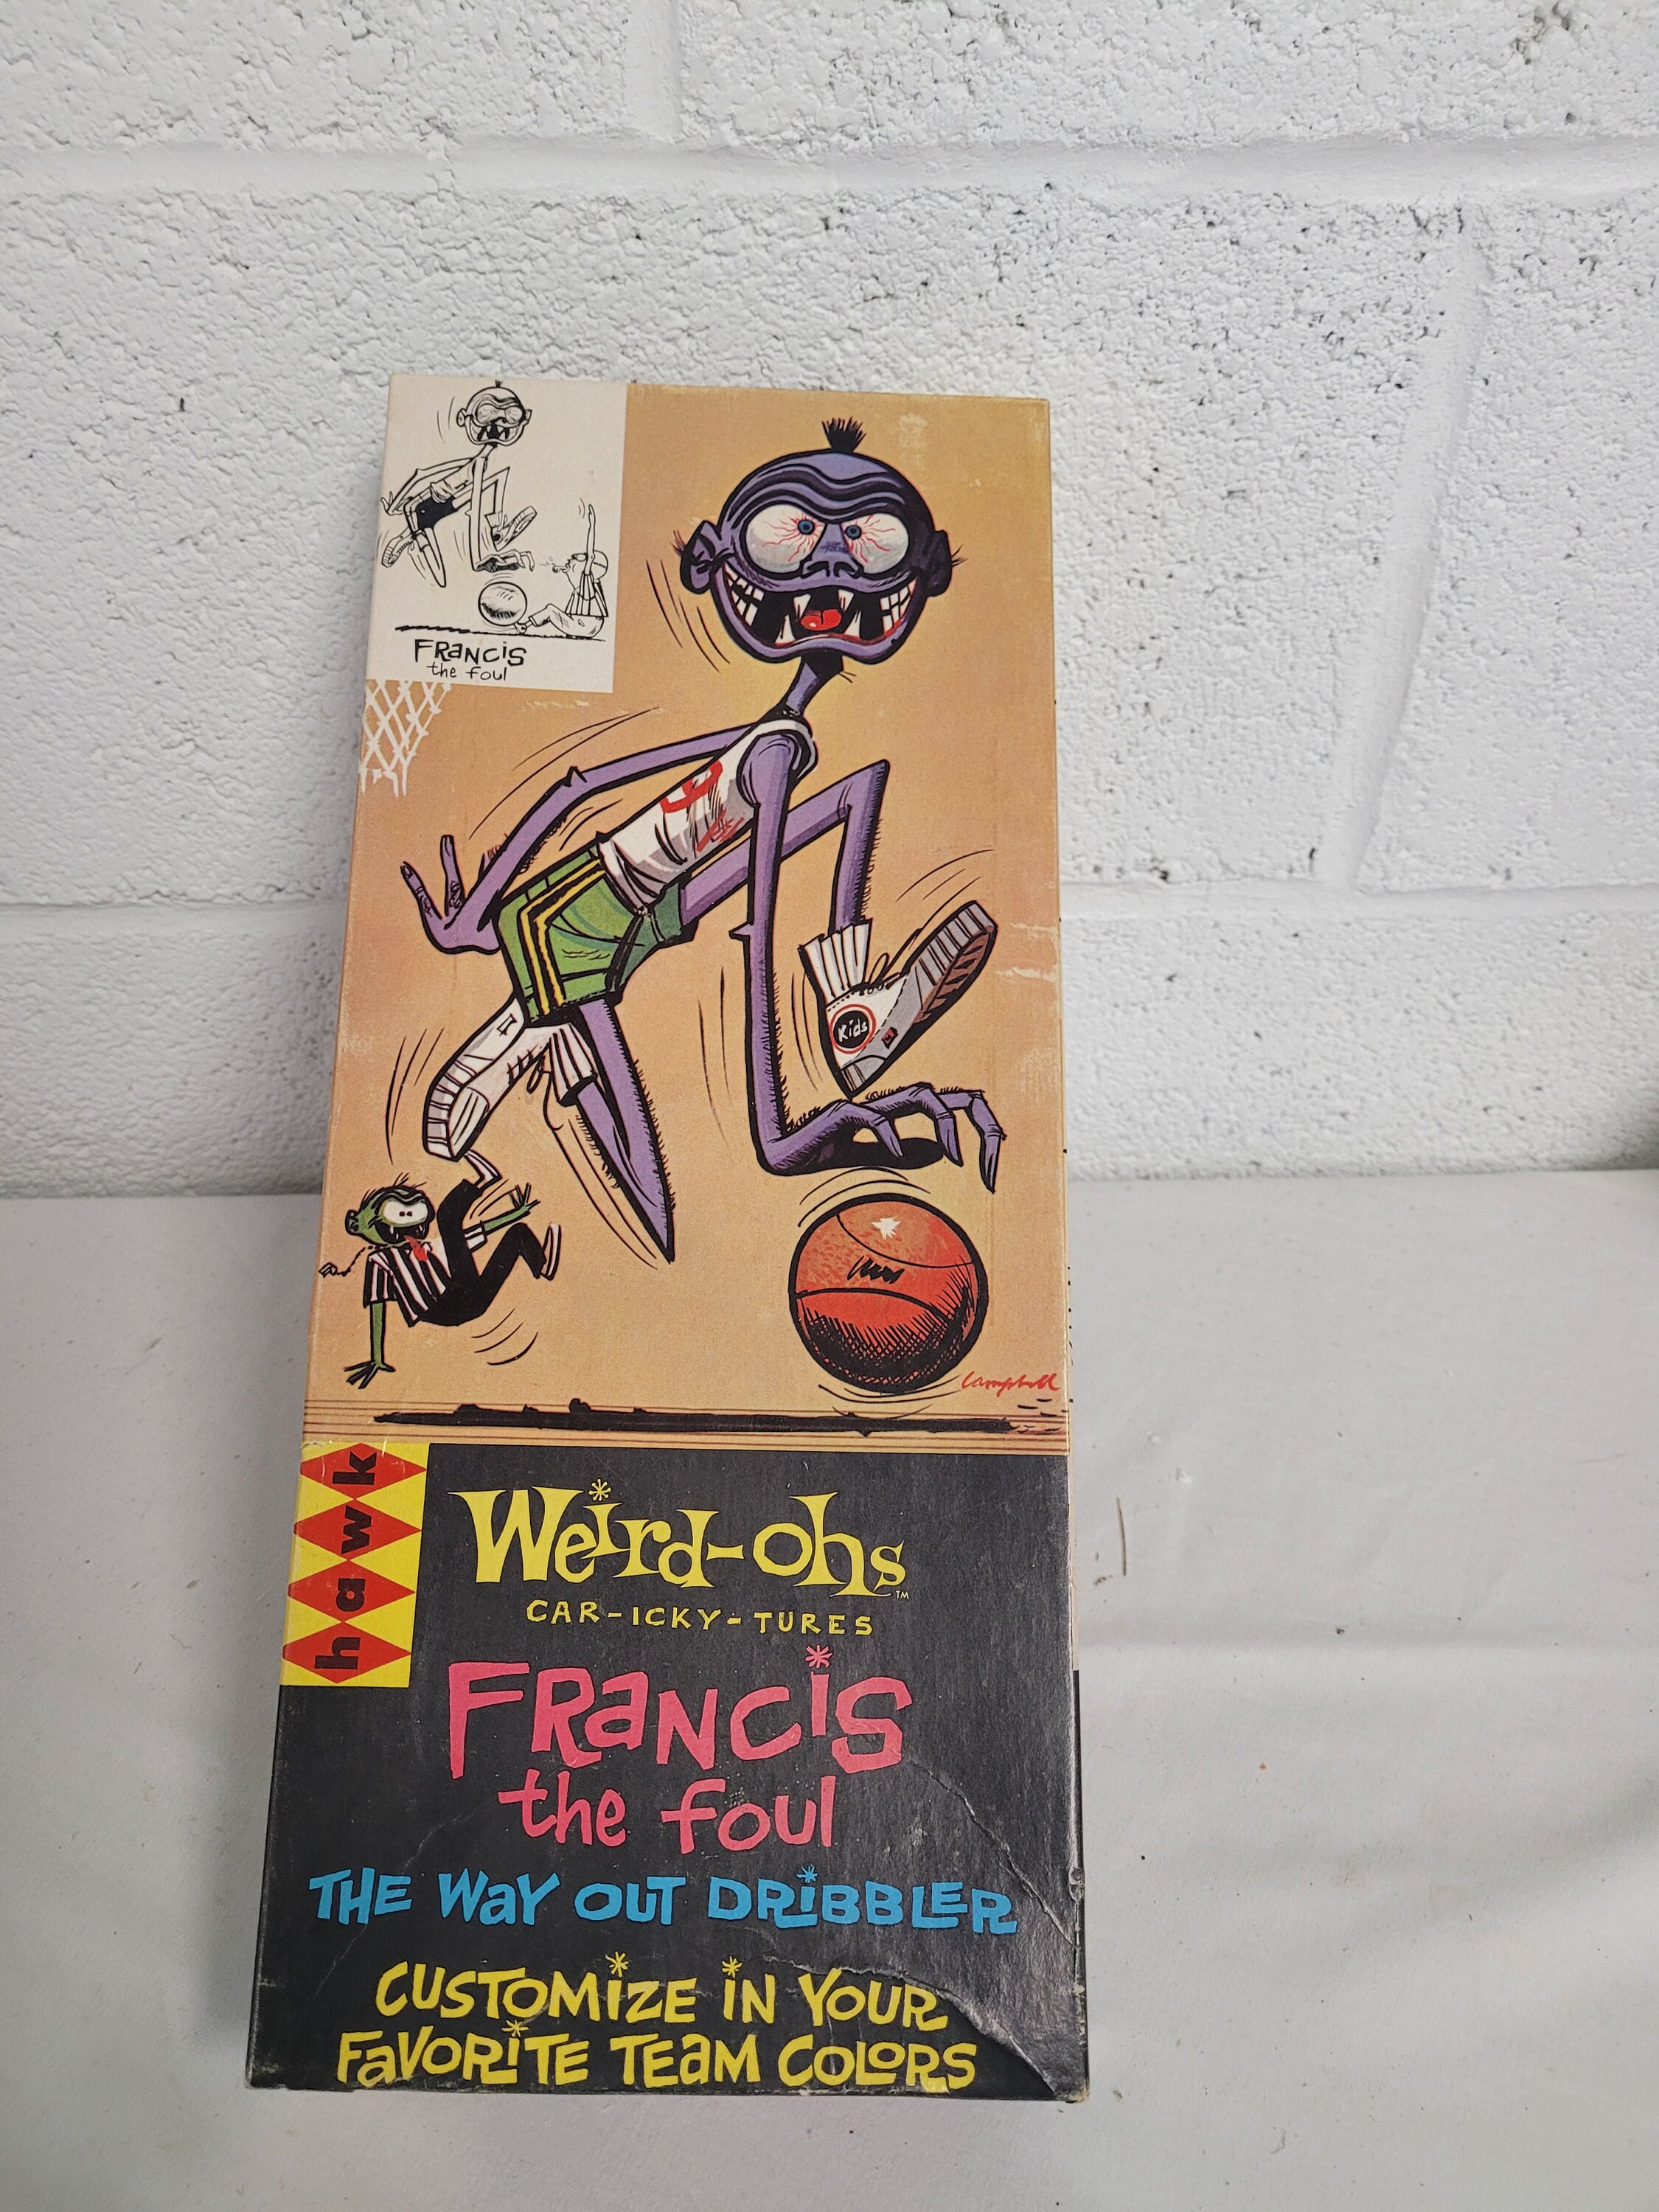 FRANCIS
the foul
Kids
Campbell
hawk
Weird-ohs™
CAR-ICKY-TURES
FRANCIS
the foul
THE WAY OUT DRIBBLER
CUSTOMIZE IN YOUR
FAVORITE TEAM COLORS